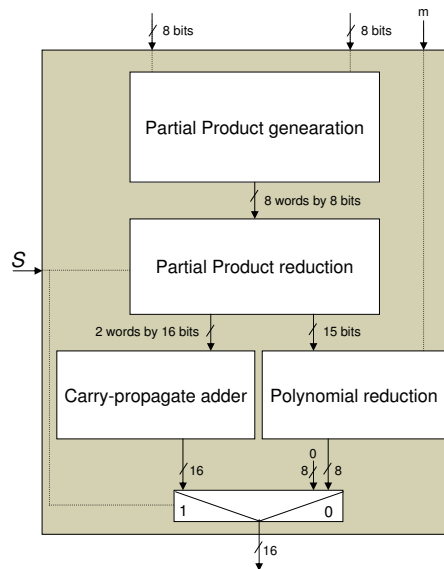 8 bits
8 bits
m
Partial Product genearation
8 words by 8 bits
S
Partial Product reduction
2 words by 16 bits
15 bits
Carry-propagate adder
Polynomial reduction
0
16
8
8
1
0
16